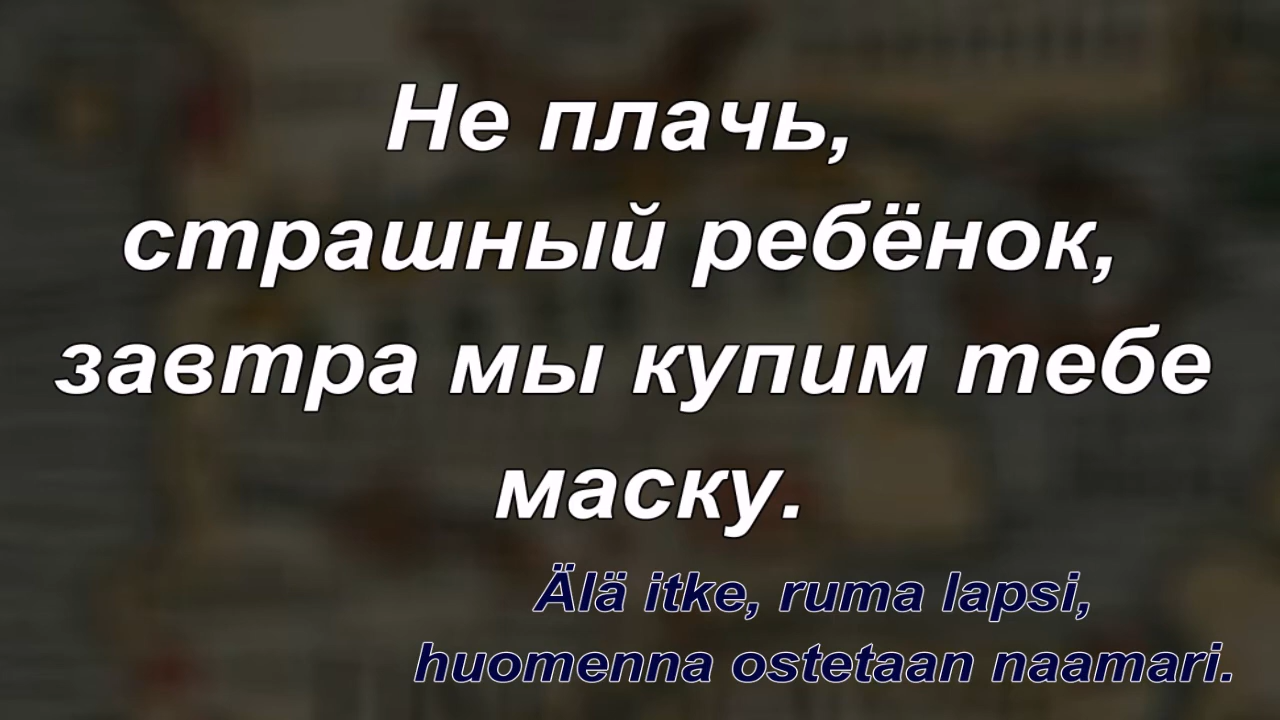 Не плачь,
страшный ребёнок,
завтра мы купим тебе
маску.
Älä itke, ruma lapsi,
huomenna ostetaan naamari.